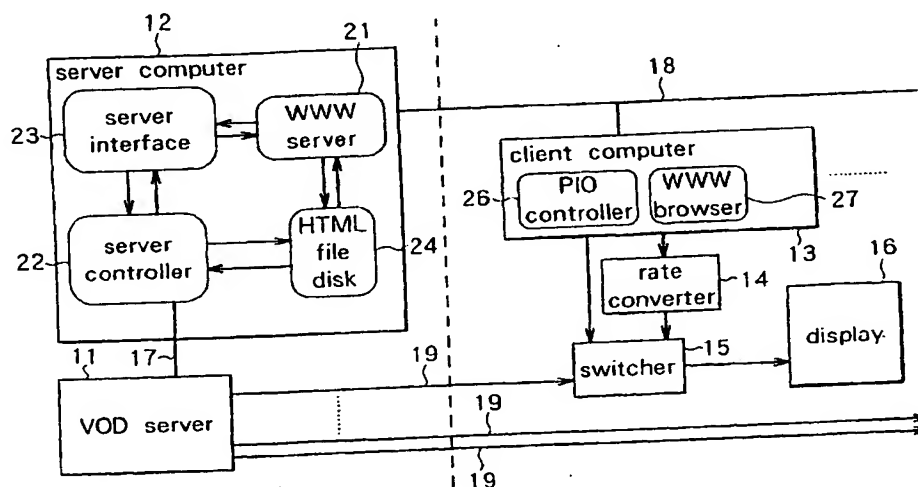 12
21
server computer
23
server
interface
WWW
server
18
22
server
controller
HTML
file
disk
24
client computer
26
PIO
controller
WWW
browser
27
13
16
rate
converter
14
display.
17
11
19
switcher
15
VOD server
19
19